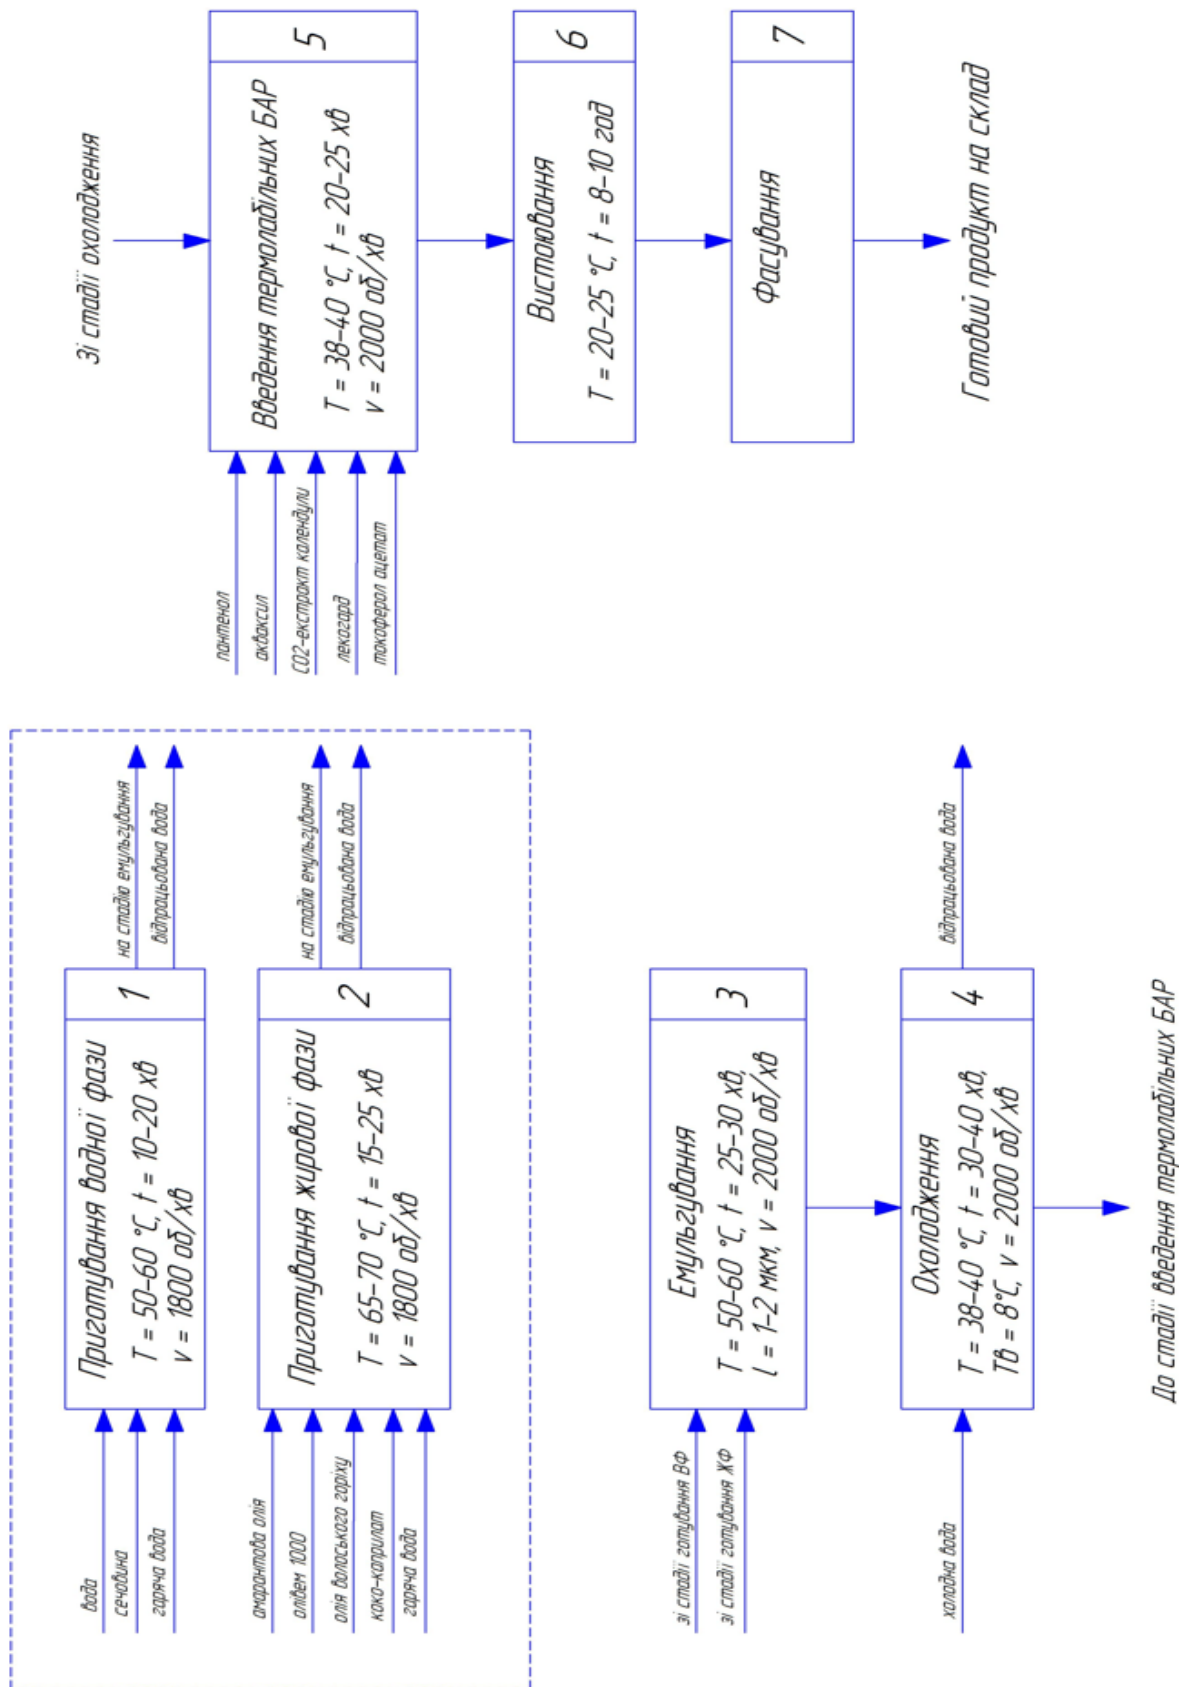 вода
сечовина
гаряча вода
Приготування водної фази
T = 50-60 °C, t = 10-20 хв
v = 1800 об/хв
1
на стадію емульгування
відпрацьована вода
амарантова олія
олівем 1000
олія волоського горіху
коко-каприлат
гаряча вода
Приготування жирової фази
T = 65-70 °C, t = 15-25 хв
v = 1800 об/хв
2
на стадію емульгування
відпрацьована вода
зі стадії готування ВФ
зі стадії готування ЖФ
Емульгування
T = 50-60 °C, t = 25-30 хв,
l = 1-2 мкм, v = 2000 об/хв
3
холодна вода
Охолодження
T = 38-40 °C, t = 30-40 хв,
Tв = 8°C, v = 2000 об/хв
4
відпрацьована вода
До стадії введення термолабільних БАР
Зі стадії охолодження
пантенол
акваксил
CO2-екстракт календули
лекогард
токоферол ацетат
Введення термолабільних БАР
T = 38-40 °C, t = 20-25 хв
v = 2000 об/хв
5
Вистоювання
T = 20-25 °C, t = 8-10 год
6
Фасування
7
Готовий продукт на склад